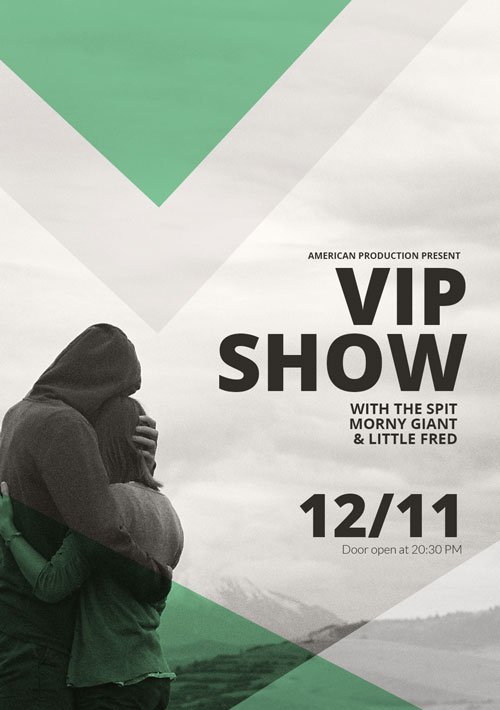 AMERICAN PRODUCTION PRESENT
VIP
SHOW
WITH THE SPIT
MORNY GIANT
& LITTLE FRED
12/11
Door open at 20:30 PM